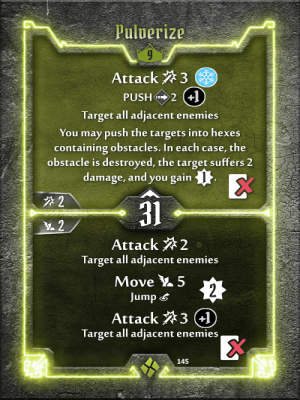 Pulverize
9
Attack 3
PUSH 2 +1
Target all adjacent enemies
You may push the targets into hexes
containing obstacles. In each case, the
obstacle is destroyed, the target suffers 2
damage, and you gain 1.
2
31
2
Attack 2
Target all adjacent enemies
Move 5
Jump
2
Attack 3 +1
Target all adjacent enemies
145